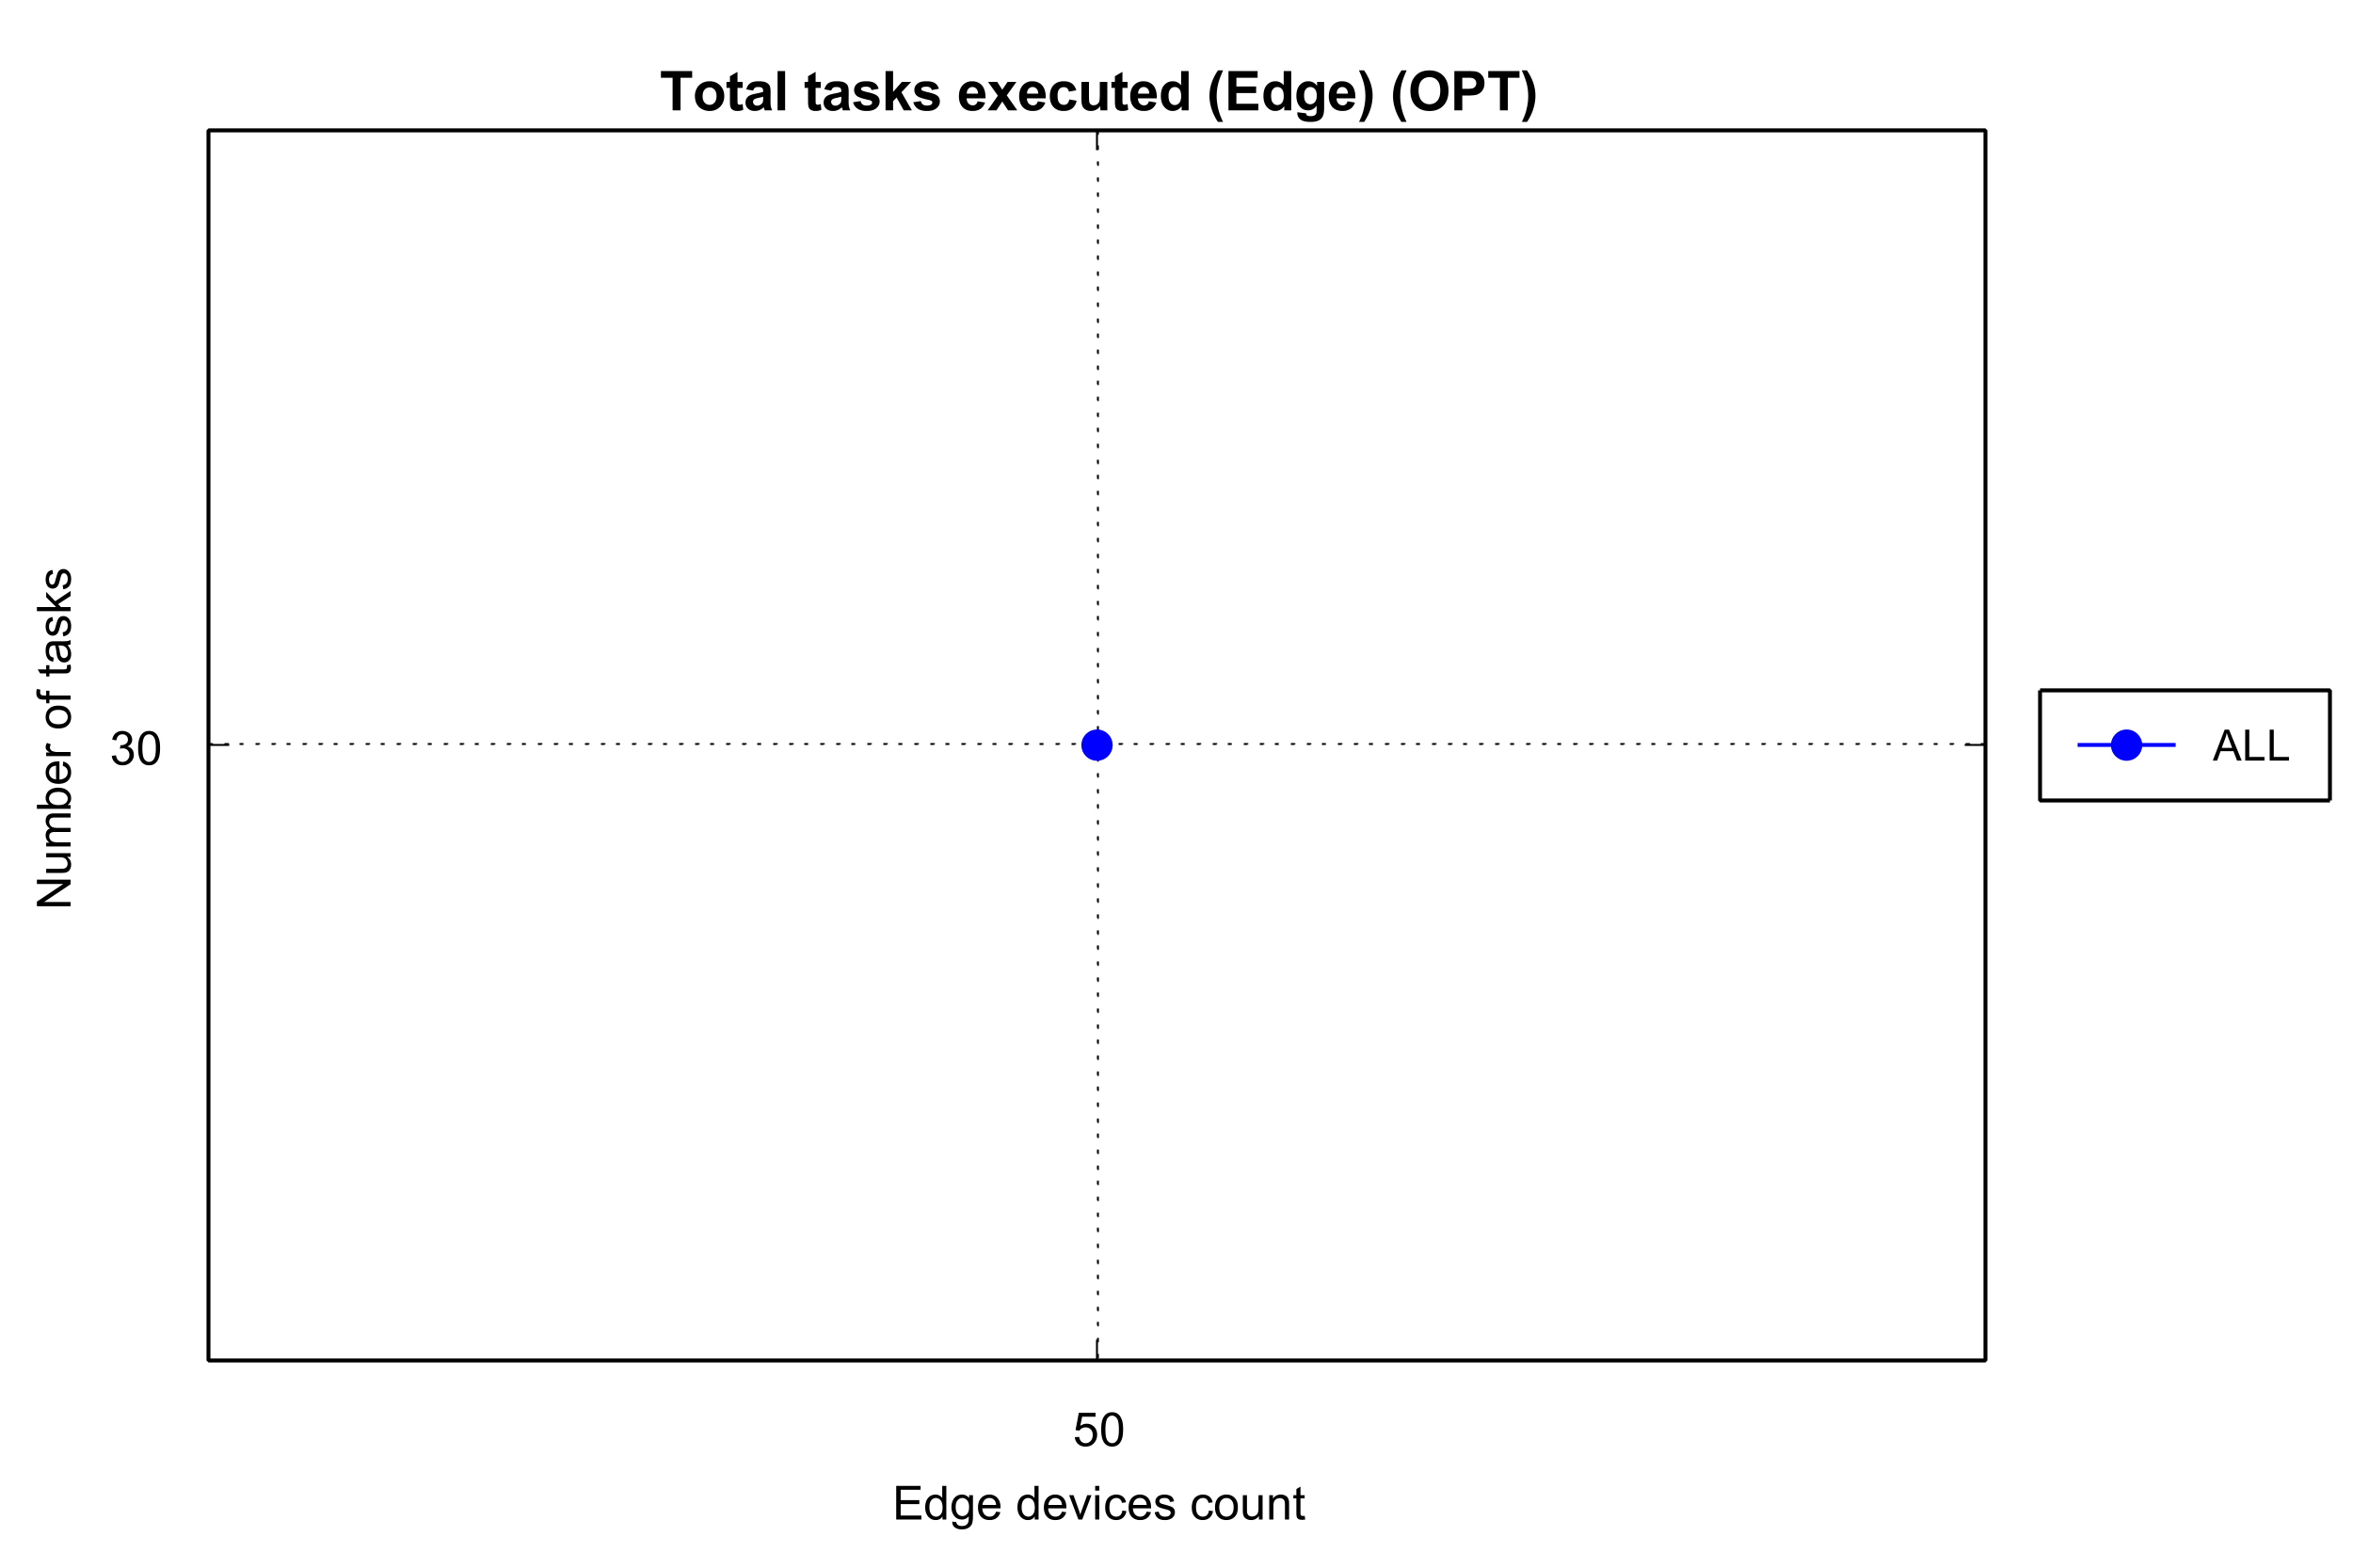 Total tasks executed (Edge) (OPT)
Number of tasks
30
ALL
50
Edge devices count